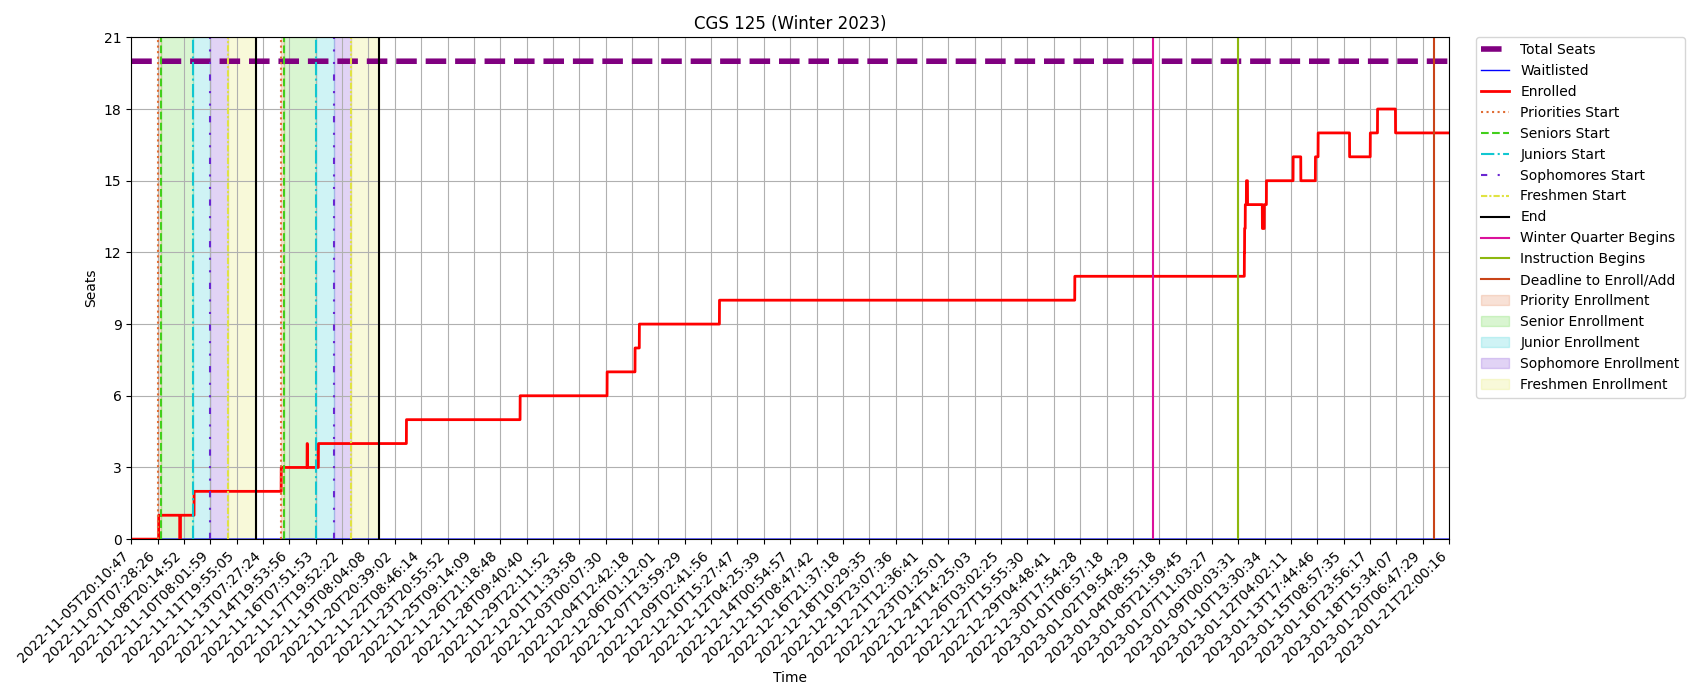 CGS 125 (Winter 2023)
21
18
15
12
9
6
3
0
Seats
2022-11-05T20:10:47
2022-11-07T07:28:26
2022-11-08T20:14:52
2022-11-10T08:01:59
2022-11-11T19:55:05
2022-11-13T07:27:24
2022-11-14T19:53:56
2022-11-16T07:51:53
2022-11-17T19:52:22
2022-11-19T08:04:08
2022-11-20T20:39:02
2022-11-22T08:46:14
2022-11-23T20:55:52
2022-11-25T09:14:09
2022-11-26T21:18:48
2022-11-28T09:40:40
2022-11-29T22:11:52
2022-12-01T11:33:58
2022-12-03T00:07:30
2022-12-04T12:42:18
2022-12-06T01:12:01
2022-12-07T13:59:29
2022-12-09T02:41:56
2022-12-10T15:27:47
2022-12-12T04:25:39
2022-12-14T00:54:57
2022-12-15T08:47:42
2022-12-16T21:37:18
2022-12-18T10:29:35
2022-12-19T23:07:36
2022-12-21T12:36:41
2022-12-23T01:25:01
2022-12-24T14:25:03
2022-12-26T03:02:25
2022-12-27T15:55:30
2022-12-29T04:48:41
2022-12-30T17:54:28
2023-01-01T06:57:18
2023-01-02T19:54:29
2023-01-04T08:55:18
2023-01-05T21:59:45
2023-01-07T11:03:27
2023-01-09T00:03:31
2023-01-10T13:30:34
2023-01-12T04:02:11
2023-01-13T17:44:46
2023-01-15T08:57:35
2023-01-16T23:56:17
2023-01-18T15:34:07
2023-01-20T06:47:29
2023-01-21T22:00:16
Time
Total Seats
Waitlisted
Enrolled
Priorities Start
Seniors Start
Juniors Start
Sophomores Start
Freshmen Start
End
Winter Quarter Begins
Instruction Begins
Deadline to Enroll/Add
Priority Enrollment
Senior Enrollment
Junior Enrollment
Sophomore Enrollment
Freshmen Enrollment